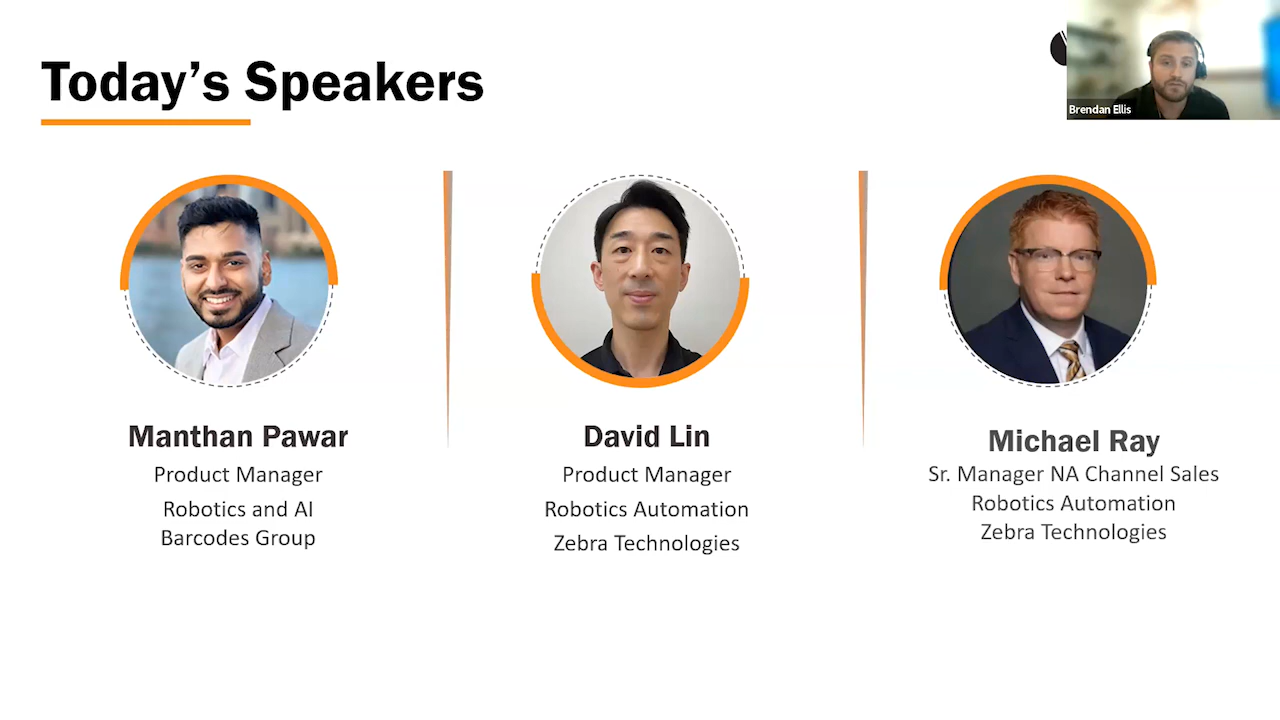 Today's Speakers
Brendan Ellis
Manthan Pawar
Product Manager
Robotics and AI
Barcodes Group
David Lin
Product Manager
Robotics Automation
Zebra Technologies
Michael Ray
Sr. Manager NA Channel Sales
Robotics Automation
Zebra Technologies